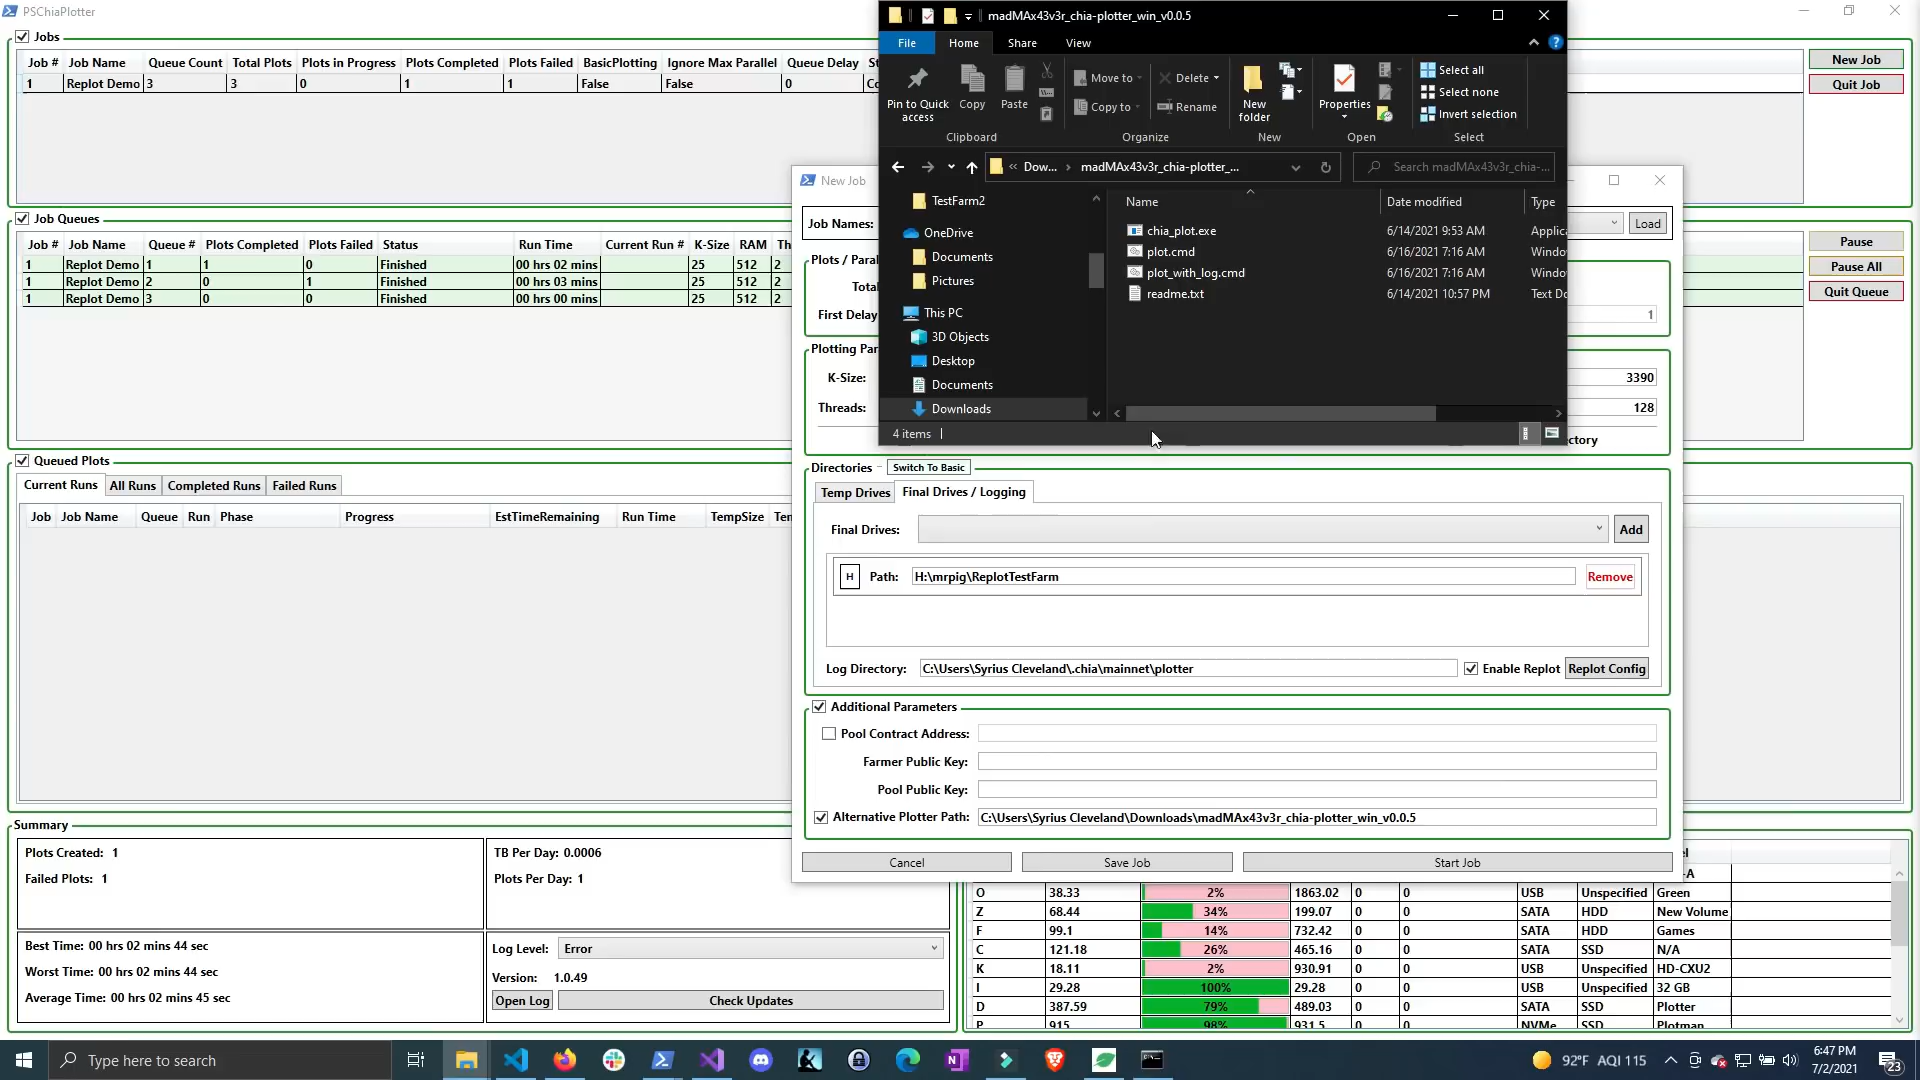 PSChiaPlotter
Jobs
Job # Job Name Queue Count Total Plots Plots in Progress Plots Completed Plots Failed BasicPlotting Ignore Max Parallel Queue Delay
1 Replot Demo 3 3 0 1 1 False False 0
New Job
Quit Job
Job Queues
Job # Job Name Queue # Plots Completed Plots Failed Status Run Time Current Run # K-Size RAM
1 Replot Demo 1 1 0 Finished 00 hrs 02 mins 25 512 2
1 Replot Demo 2 0 1 Finished 00 hrs 03 mins 25 512 2
1 Replot Demo 3 0 0 Finished 00 hrs 00 mins 25 512 2
Pause
Pause All
Quit Queue
Queued Plots
Current Runs All Runs Completed Runs Failed Runs
Job Job Name Queue Run Phase Progress EstTimeRemaining Run Time TempSize
Summary
Plots Created: 1
Failed Plots: 1
TB Per Day: 0.0006
Plots Per Day: 1
Best Time: 00 hrs 02 mins 44 sec
Worst Time: 00 hrs 02 mins 44 sec
Average Time: 00 hrs 02 mins 45 sec
Log Level: Error
Version: 1.0.49
Open Log Check Updates
madMAx43v3r_chia-plotter_win_v0.0.5
File Home Share View
Pin to Quick access
Copy
Paste
Move to
Copy to
Delete
Rename
New folder
Properties
Select all
Select none
Invert selection
Clipboard Organize New Open Select
« Dow... › madMAx43v3r_chia-plotter_...
Search madMAx43v3r_chia-...
TestFarm2
OneDrive
Documents
Pictures
This PC
3D Objects
Desktop
Documents
Downloads
Name Date modified Type
chia_plot.exe 6/14/2021 9:53 AM Applic
plot.cmd 6/16/2021 7:16 AM Windo
plot_with_log.cmd 6/16/2021 7:16 AM Windo
readme.txt 6/14/2021 10:57 PM Text Do
4 items
New Job
Job Names: Load
Plots / Paral
Total
First Delay 1
Plotting Par
K-Size: 3390
Threads: 128
ctory
Directories Switch To Basic
Temp Drives Final Drives / Logging
Final Drives: Add
H Path: H:\mrpig\ReplotTestFarm Remove
Log Directory: C:\Users\Syrius Cleveland\.chia\mainnet\plotter Enable Replot Replot Config
Additional Parameters
Pool Contract Address:
Farmer Public Key:
Pool Public Key:
Alternative Plotter Path: C:\Users\Syrius Cleveland\Downloads\madMAx43v3r_chia-plotter_win_v0.0.5
Cancel Save Job Start Job
O 38.33 2% 1863.02 0 0 USB Unspecified Green
Z 68.44 34% 199.07 0 0 SATA HDD New Volume
F 99.1 14% 732.42 0 0 SATA HDD Games
C 121.18 26% 465.16 0 0 SATA SSD N/A
K 18.11 2% 930.91 0 0 USB Unspecified HD-CXU2
I 29.28 100% 29.28 0 0 USB Unspecified 32 GB
D 387.59 79% 489.03 0 0 SATA SSD Plotter
P 915 98% 931.5 0 0 NVMe SSD Plotman
Type here to search
92°F AQI 115
6:47 PM
7/2/2021
23